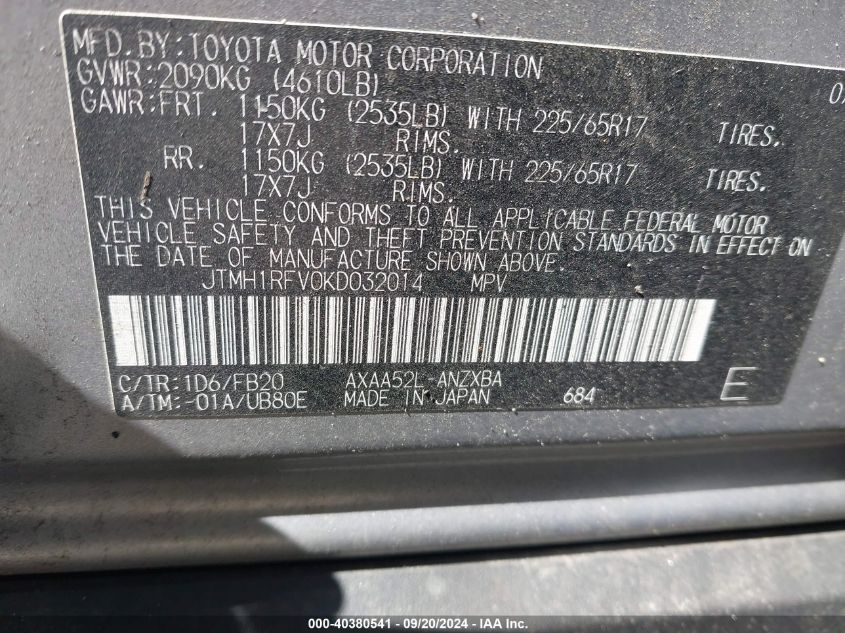 MFD. BY: TOYOTA MOTOR CORPORATION
GVWR: 2090KG (4610LB)
GAWR: FRT. 1150KG (2535LB) WITH 225/65R17 TIRES.
17X7J RIMS.
RR. 1150KG (2535LB) WITH 225/65R17 TIRES.
17X7J RIMS.
THIS VEHICLE CONFORMS TO ALL APPLICABLE FEDERAL MOTOR
VEHICLE SAFETY AND THEFT PREVENTION STANDARDS IN EFFECT ON
THE DATE OF MANUFACTURE SHOWN ABOVE.
JTMH1RFV0KD032014 MPV
C/TR: 1D6/FB20 AXAA52L-ANZXBA
A/TM: -01A/UB80E MADE IN JAPAN 684 E
000-40380541 - 09/20/2024 - IAA Inc.